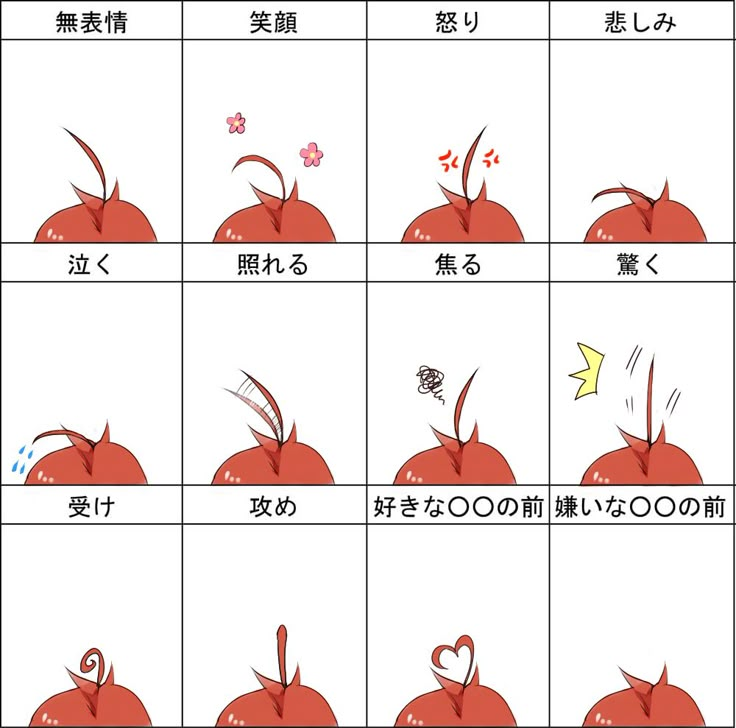 無表情
笑顔
怒り
悲しみ
泣く
照れる
焦る
驚く
受け
攻め
好きな〇〇の前
嫌いな〇〇の前